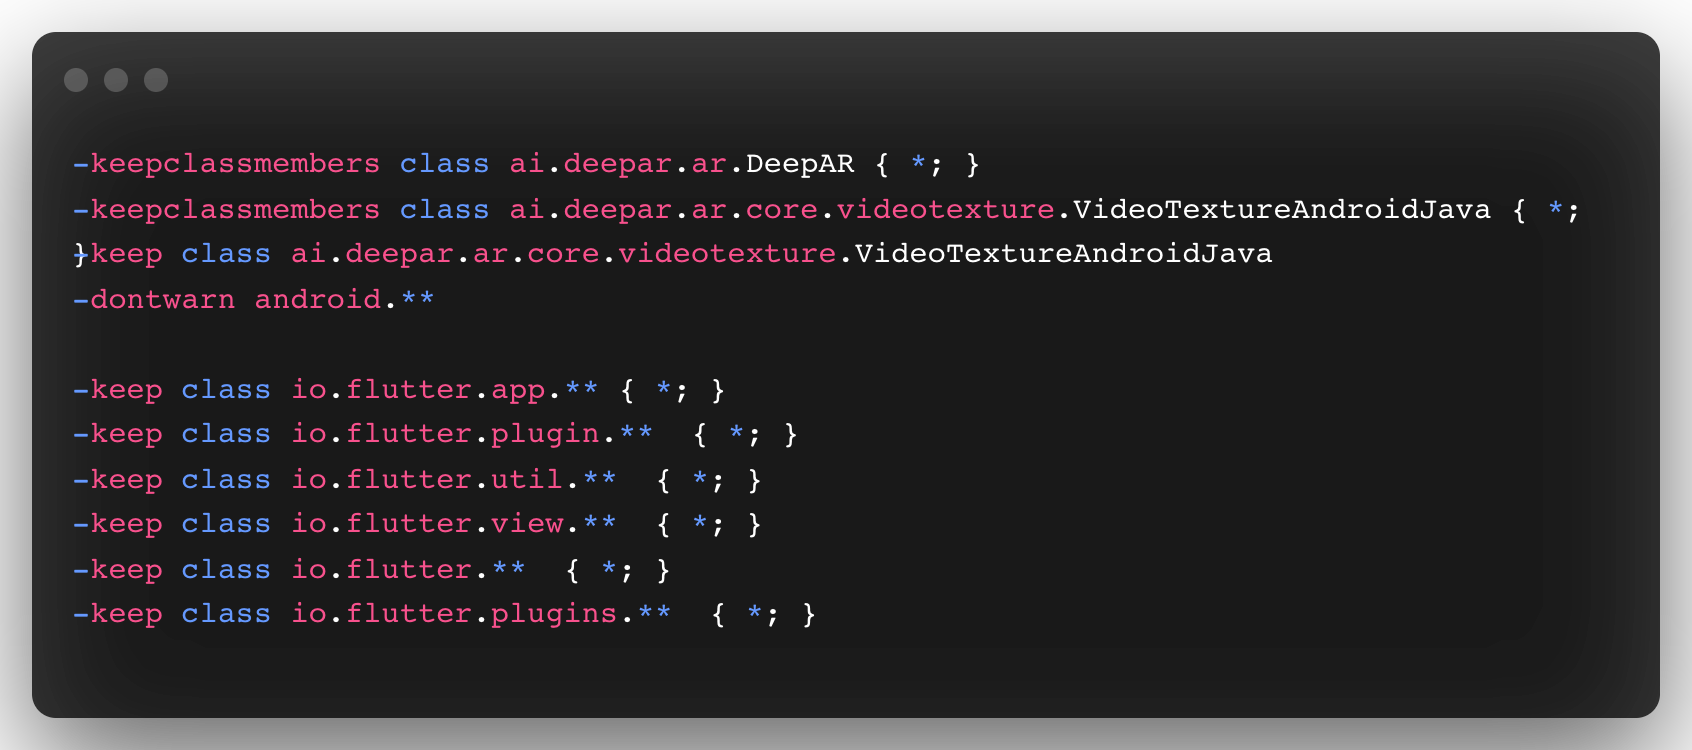 -keepclassmembers class ai.deepar.ar.DeepAR { *; }
-keepclassmembers class ai.deepar.ar.core.videotexture.VideoTextureAndroidJava { *;
}
-keep class ai.deepar.ar.core.videotexture.VideoTextureAndroidJava
-dontwarn android.**

-keep class io.flutter.app.** { *; }
-keep class io.flutter.plugin.**  { *; }
-keep class io.flutter.util.**  { *; }
-keep class io.flutter.view.**  { *; }
-keep class io.flutter.**  { *; }
-keep class io.flutter.plugins.**  { *; }